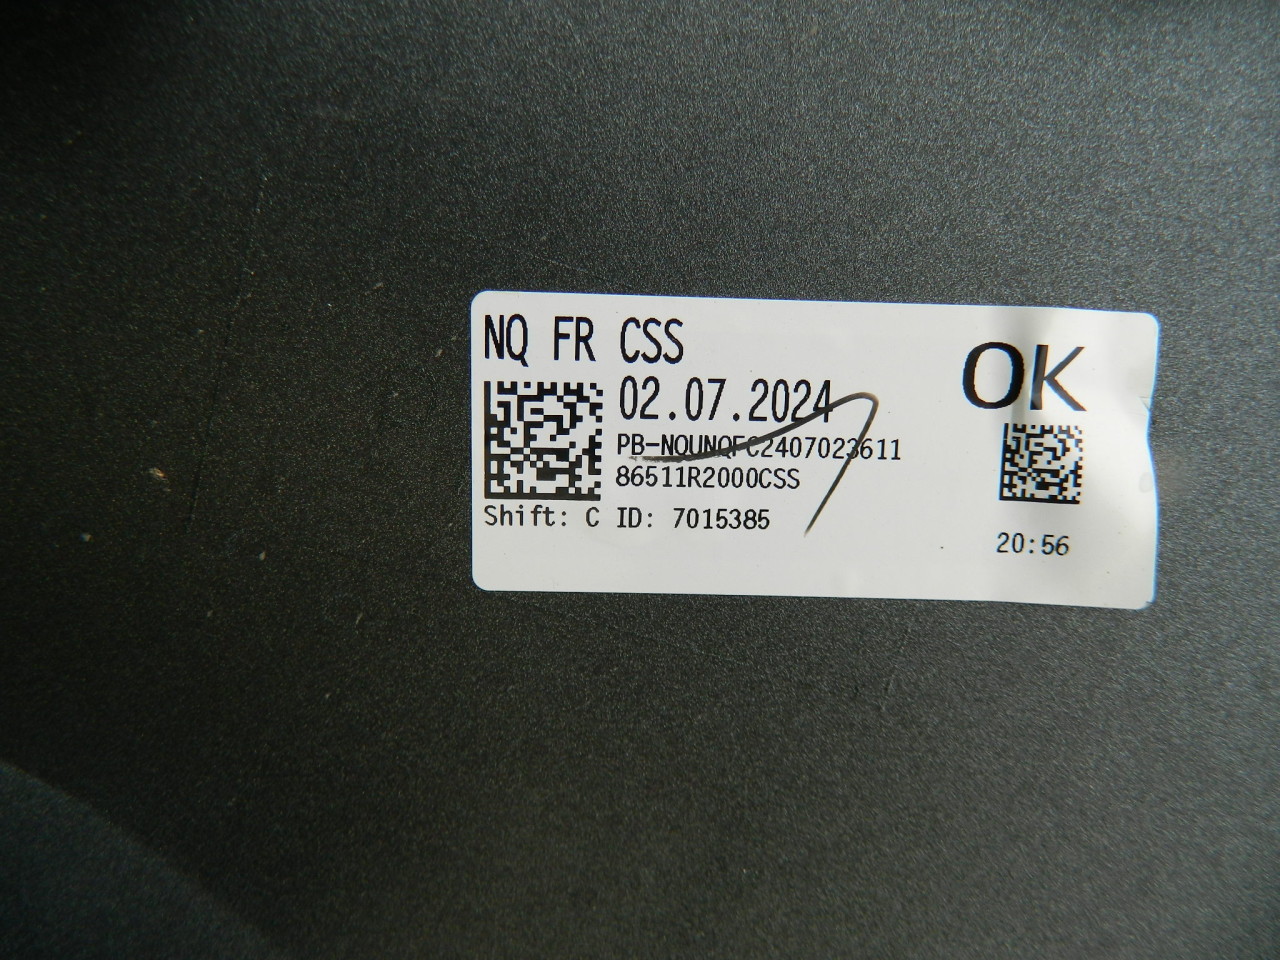 NQ FR CSS
OK
02.07.2024
PB-NQUNQFC2407023611
86511R2000CSS
Shift: C ID: 7015385
20:56